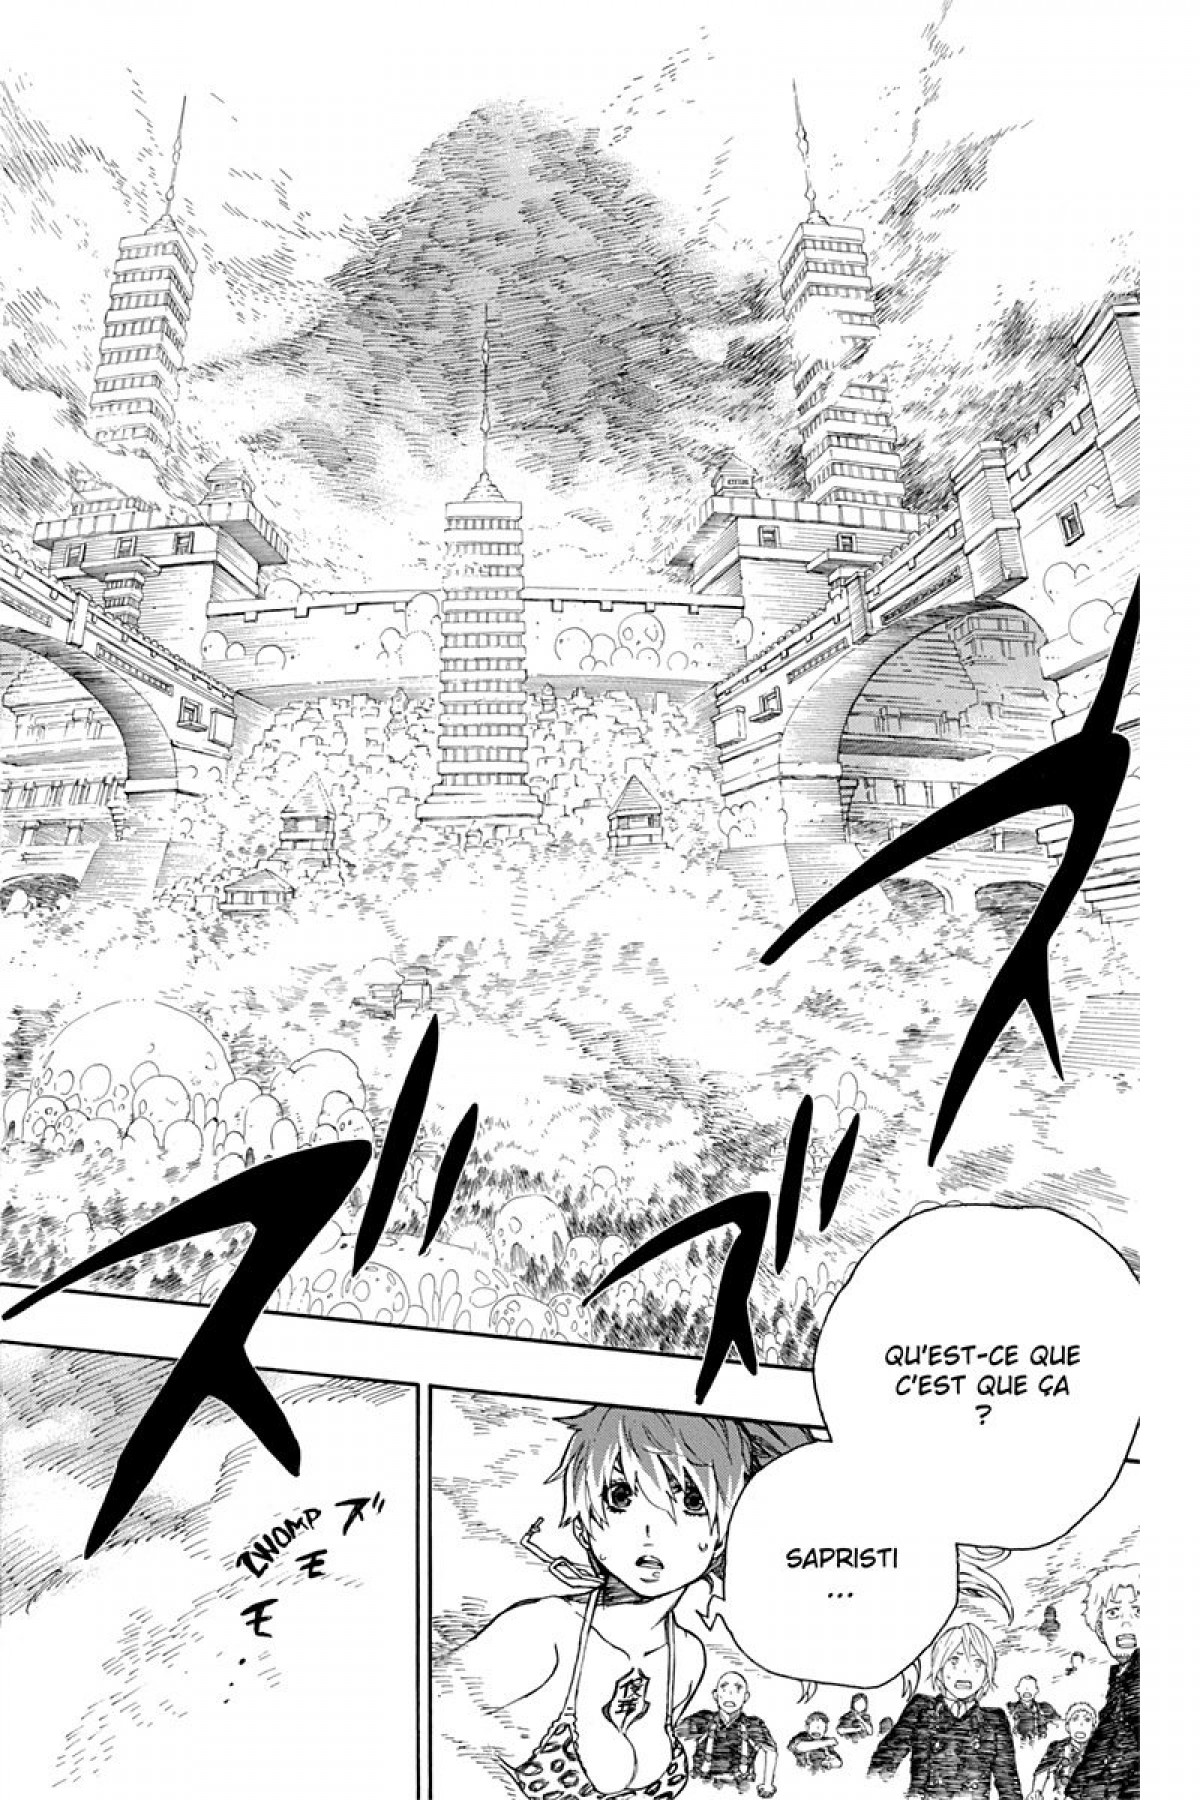 ズズズ
QU'EST-CE QUE
C'EST QUE ÇA
?
SAPRISTI
...
ZWOMP
ズ
モ
モ